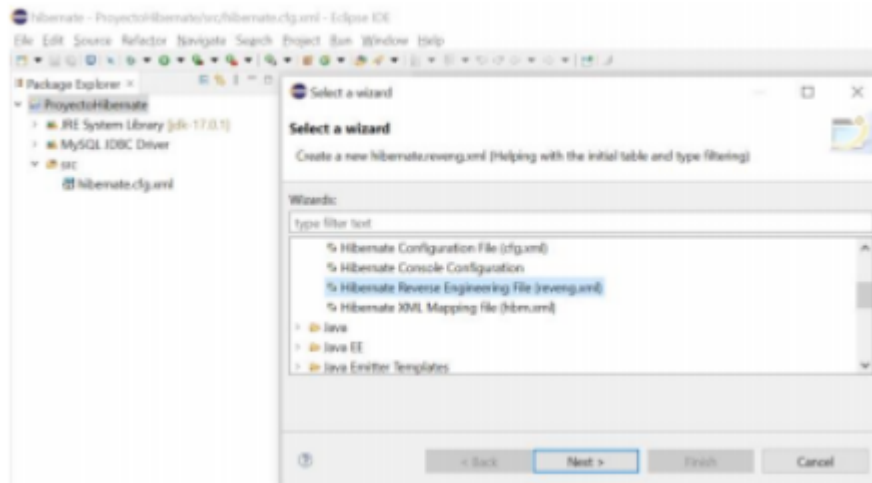 hibernate - ProyectoHibernate/src/hibernate.cfg.xml - Eclipse IDE
File Edit Source Refactor Navigate Search Project Run Window Help
Package Explorer
ProyectoHibernate
JRE System Library [jdk-17.0.1]
MySQL JDBC Driver
src
hibernate.cfg.xml
Select a wizard
Select a wizard
Create a new hibernate.reveng.xml (Helping with the initial table and type filtering)
Wizards:
type filter text
Hibernate Configuration File (cfg.xml)
Hibernate Console Configuration
Hibernate Reverse Engineering File (reveng.xml)
Hibernate XML Mapping file (hbm.xml)
Java
Java EE
Java Emitter Templates
< Back Next > Finish Cancel